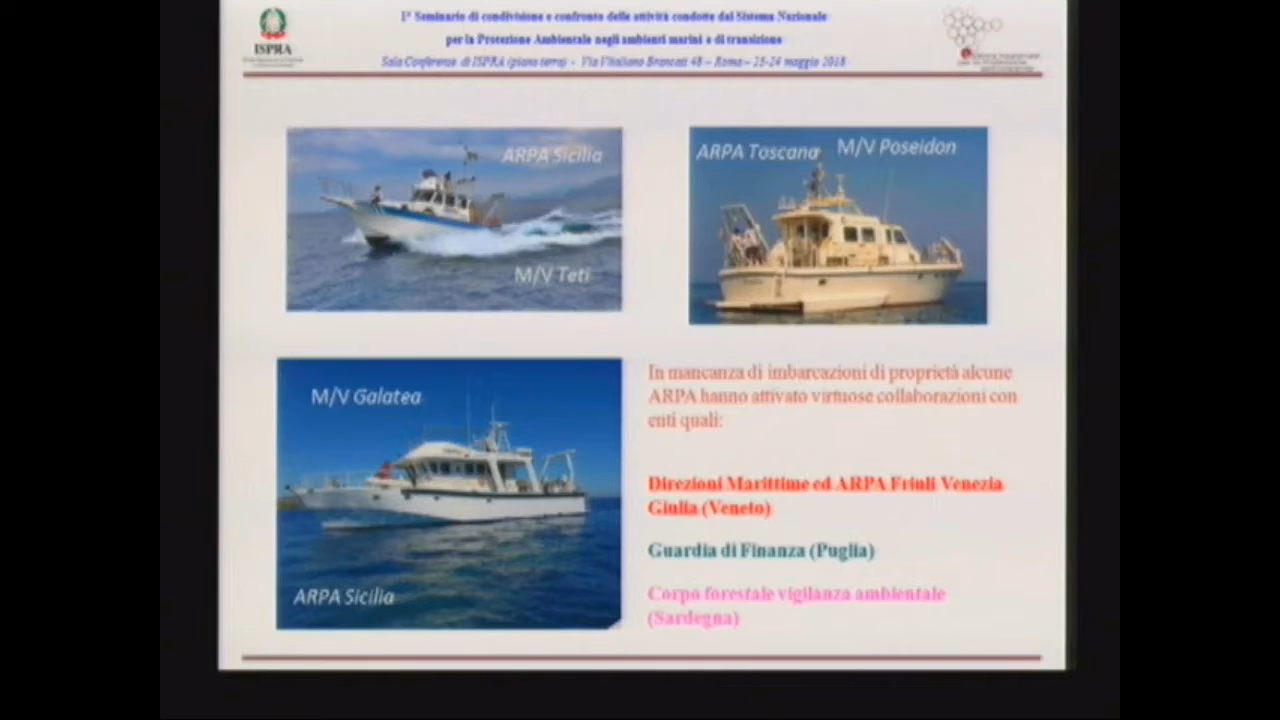 1° Seminario di condivisione e confronto delle attività condotte dal Sistema Nazionale
per la Protezione Ambientale negli ambienti marini e di transizione
Sala Conferenze di ISPRA (piano terra) - Via Vitaliano Brancati 48 – Roma – 23-24 maggio 2018
ISPRA
ARPA Sicilia
M/V Teti
ARPA Toscana
M/V Poseidon
M/V Galatea
ARPA Sicilia
In mancanza di imbarcazioni di proprietà alcune
ARPA hanno attivato virtuose collaborazioni con
enti quali:
Direzioni Marittime ed ARPA Friuli Venezia
Giulia (Veneto)
Guardia di Finanza (Puglia)
Corpo forestale vigilanza ambientale
(Sardegna)